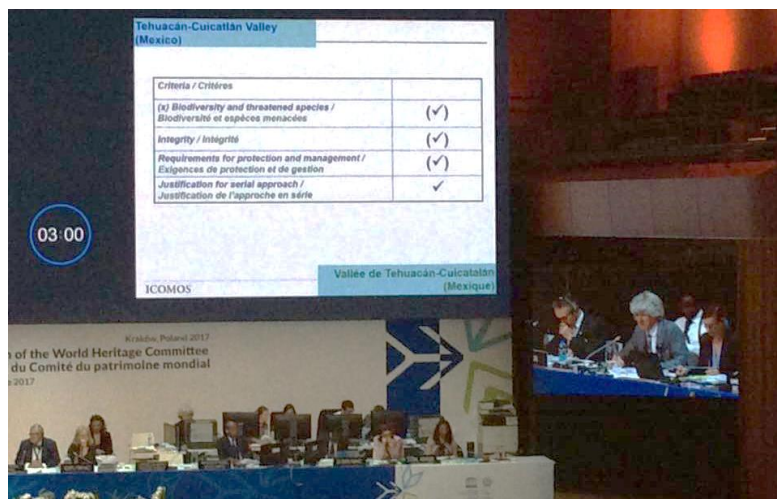 Tehuacán-Cuicatlán Valley
(Mexico)
Criteria / Critères
(x) Biodiversity and threatened species /
Biodiversité et espèces menacées
(✓)
Integrity / Intégrité
(✓)
Requirements for protection and management /
Exigences de protection et de gestion
(✓)
Justification for serial approach /
Justification de l'approche en série
✓
03:00
Vallée de Tehuacán-Cuicatalán
(Mexique)
ICOMOS
Kraków, Poland 2017
of the World Heritage Committee
du Comité du patrimoine mondial
2017